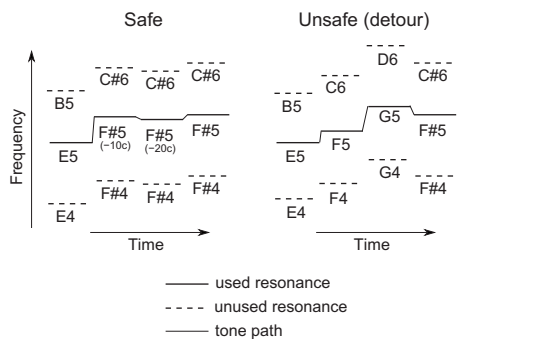 Safe
Unsafe (detour)
Frequency
B5
C#6
C#6
C#6
E5
F#5
(−10c)
F#5
(−20c)
F#5
E4
F#4
F#4
F#4
Time
B5
C6
D6
C#6
E5
F5
G5
F#5
E4
F4
G4
F#4
Time
used resonance
unused resonance
tone path